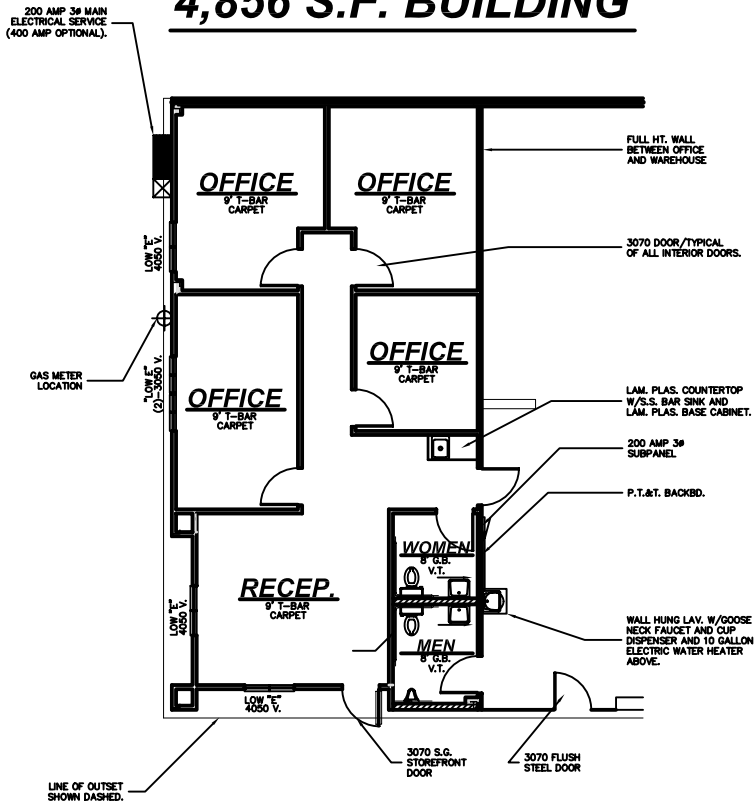 4,856 S.F. BUILDING
200 AMP 3ø MAIN
ELECTRICAL SERVICE
(400 AMP OPTIONAL).
FULL HT. WALL
BETWEEN OFFICE
AND WAREHOUSE
OFFICE
9' T-BAR
CARPET
OFFICE
9' T-BAR
CARPET
LOW "E"
4050 V.
3070 DOOR/TYPICAL
OF ALL INTERIOR DOORS.
GAS METER
LOCATION
"LOW E"
(2)-3050 V.
OFFICE
9' T-BAR
CARPET
OFFICE
9' T-BAR
CARPET
LAM. PLAS. COUNTERTOP
W/S.S. BAR SINK AND
LAM. PLAS. BASE CABINET.
200 AMP 3ø
SUBPANEL
P.T.&T. BACKBD.
WOMEN
8' G.B.
V.T.
RECEP.
9' T-BAR
CARPET
LOW "E"
4050 V.
MEN
8' G.B.
V.T.
WALL HUNG LAV. W/GOOSE
NECK FAUCET AND CUP
DISPENSER AND 10 GALLON
ELECTRIC WATER HEATER
ABOVE.
LOW "E"
4050 V.
3070 S.G.
STOREFRONT
DOOR
3070 FLUSH
STEEL DOOR
LINE OF OUTSET
SHOWN DASHED.